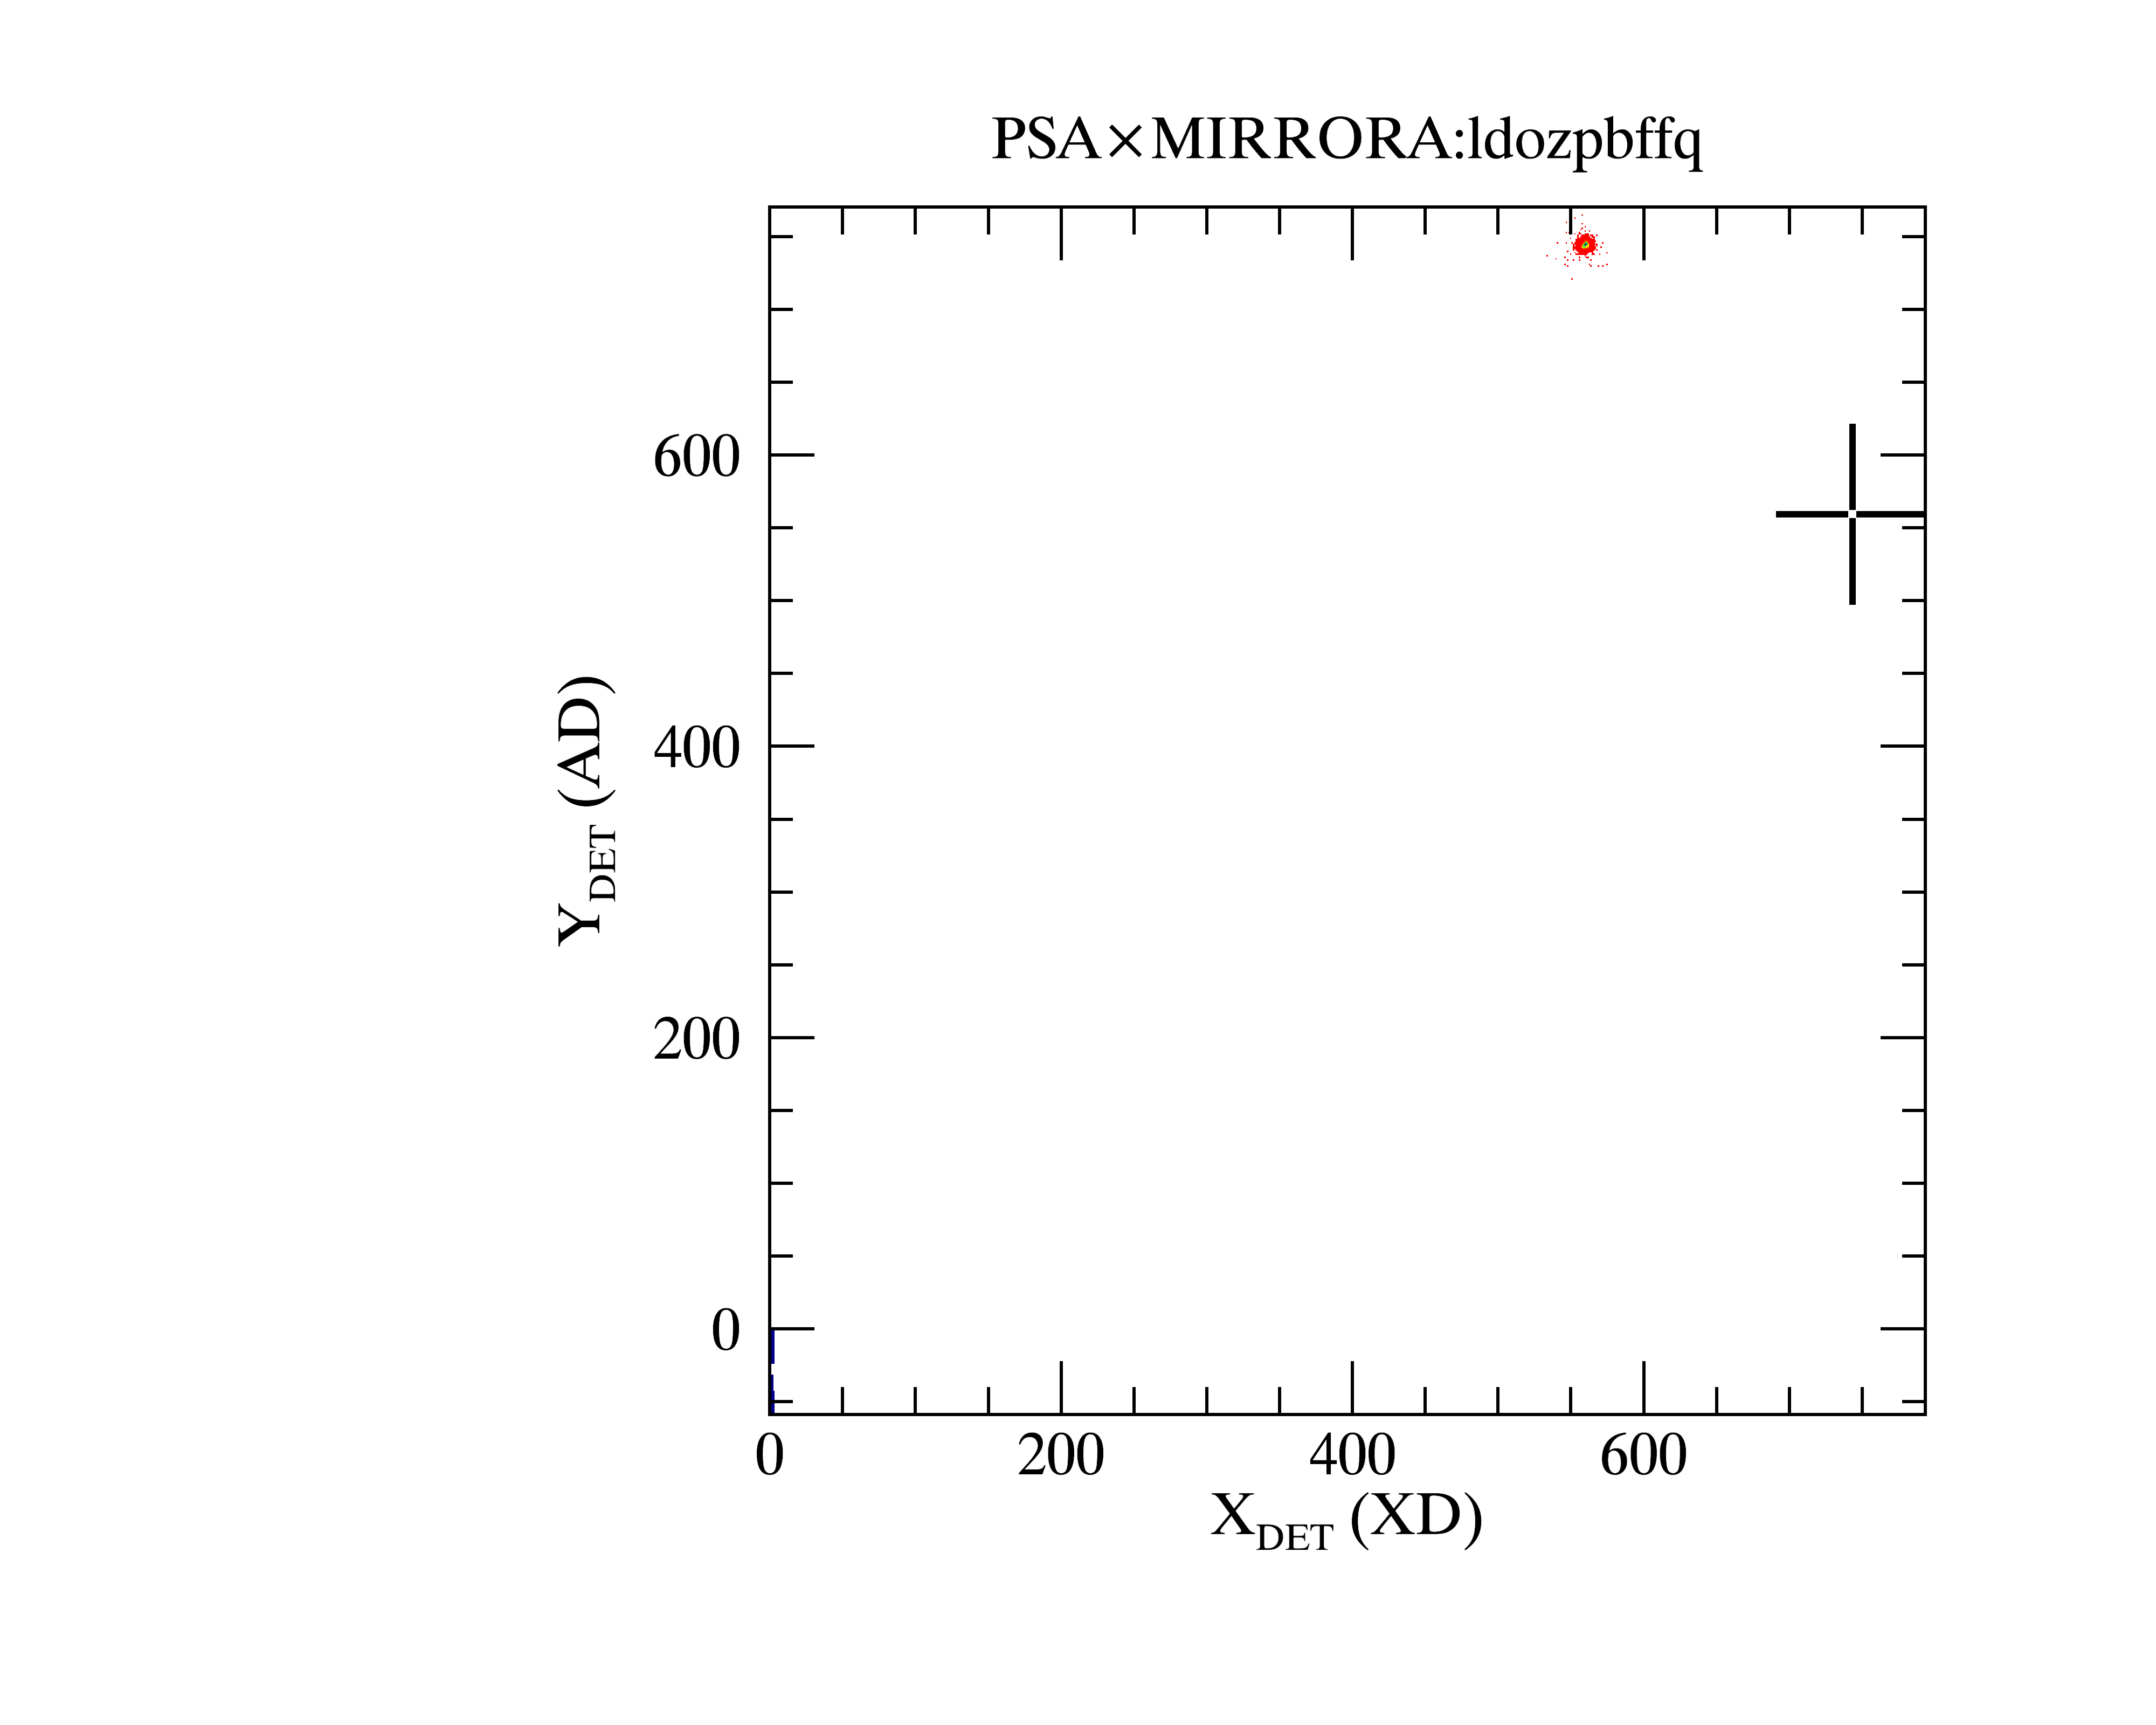 PSA×MIRRORA:ldozpbffq
600
400
200
0
Y_DET (AD)
0 200 400 600
X_DET (XD)